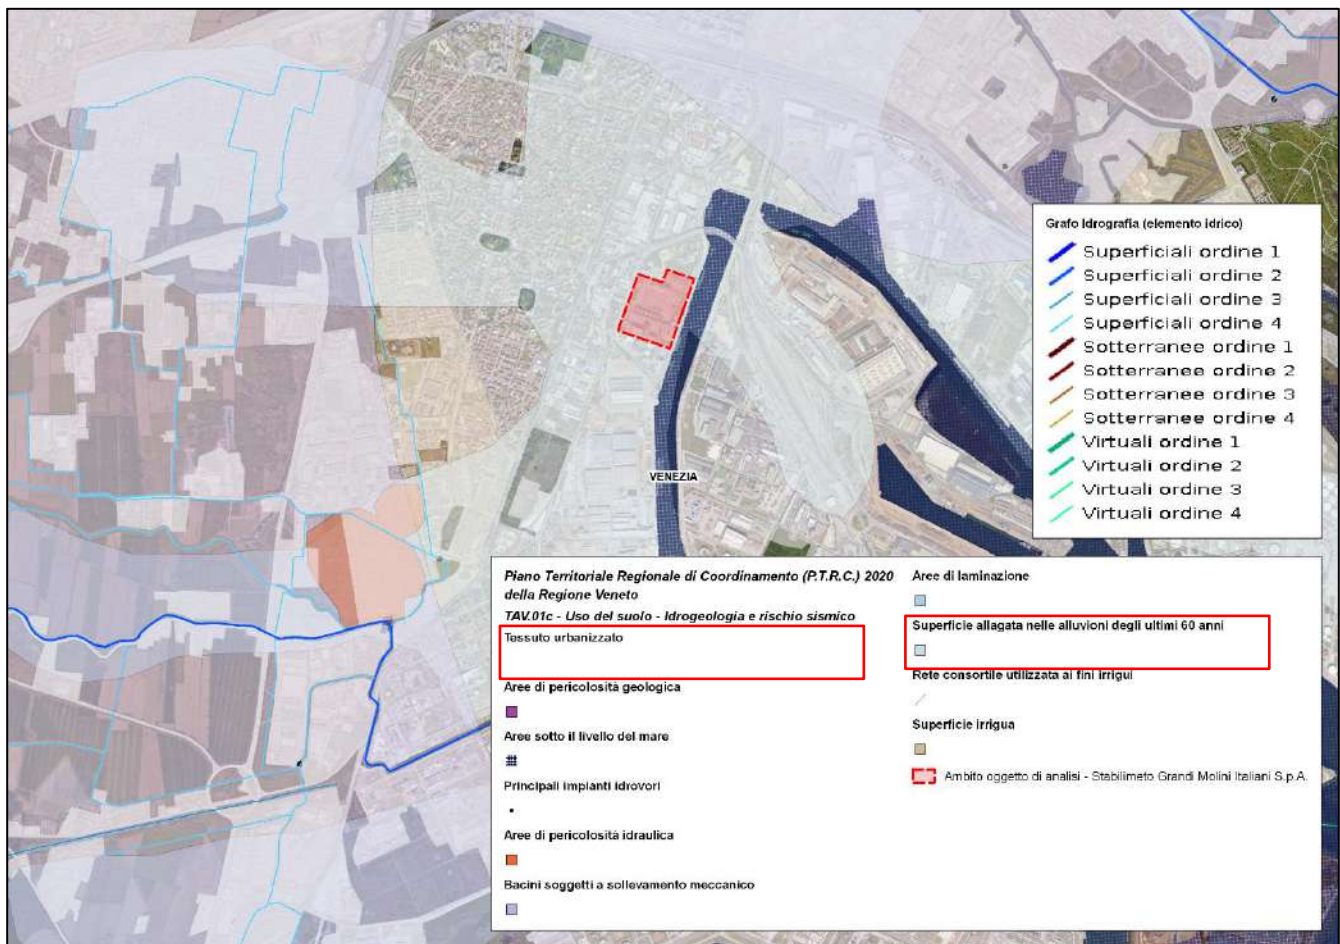 Grafo Idrografia (elemento idrico)
Superficiali ordine 1
Superficiali ordine 2
Superficiali ordine 3
Superficiali ordine 4
Sotterranee ordine 1
Sotterranee ordine 2
Sotterranee ordine 3
Sotterranee ordine 4
Virtuali ordine 1
Virtuali ordine 2
Virtuali ordine 3
Virtuali ordine 4
VENEZIA
Piano Territoriale Regionale di Coordinamento (P.T.R.C.) 2020
della Regione Veneto
TAV.01c - Uso del suolo - Idrogeologia e rischio sismico
Tessuto urbanizzato
Aree di pericolosità geologica
Aree sotto il livello del mare
Principali impianti idrovori
Aree di pericolosità idraulica
Bacini soggetti a sollevamento meccanico
Aree di laminazione
Superficie allagata nelle alluvioni degli ultimi 60 anni
Rete consortile utilizzata ai fini irrigui
Superficie irrigua
Ambito oggetto di analisi - Stabilimeto Grandi Molini Italiani S.p.A.